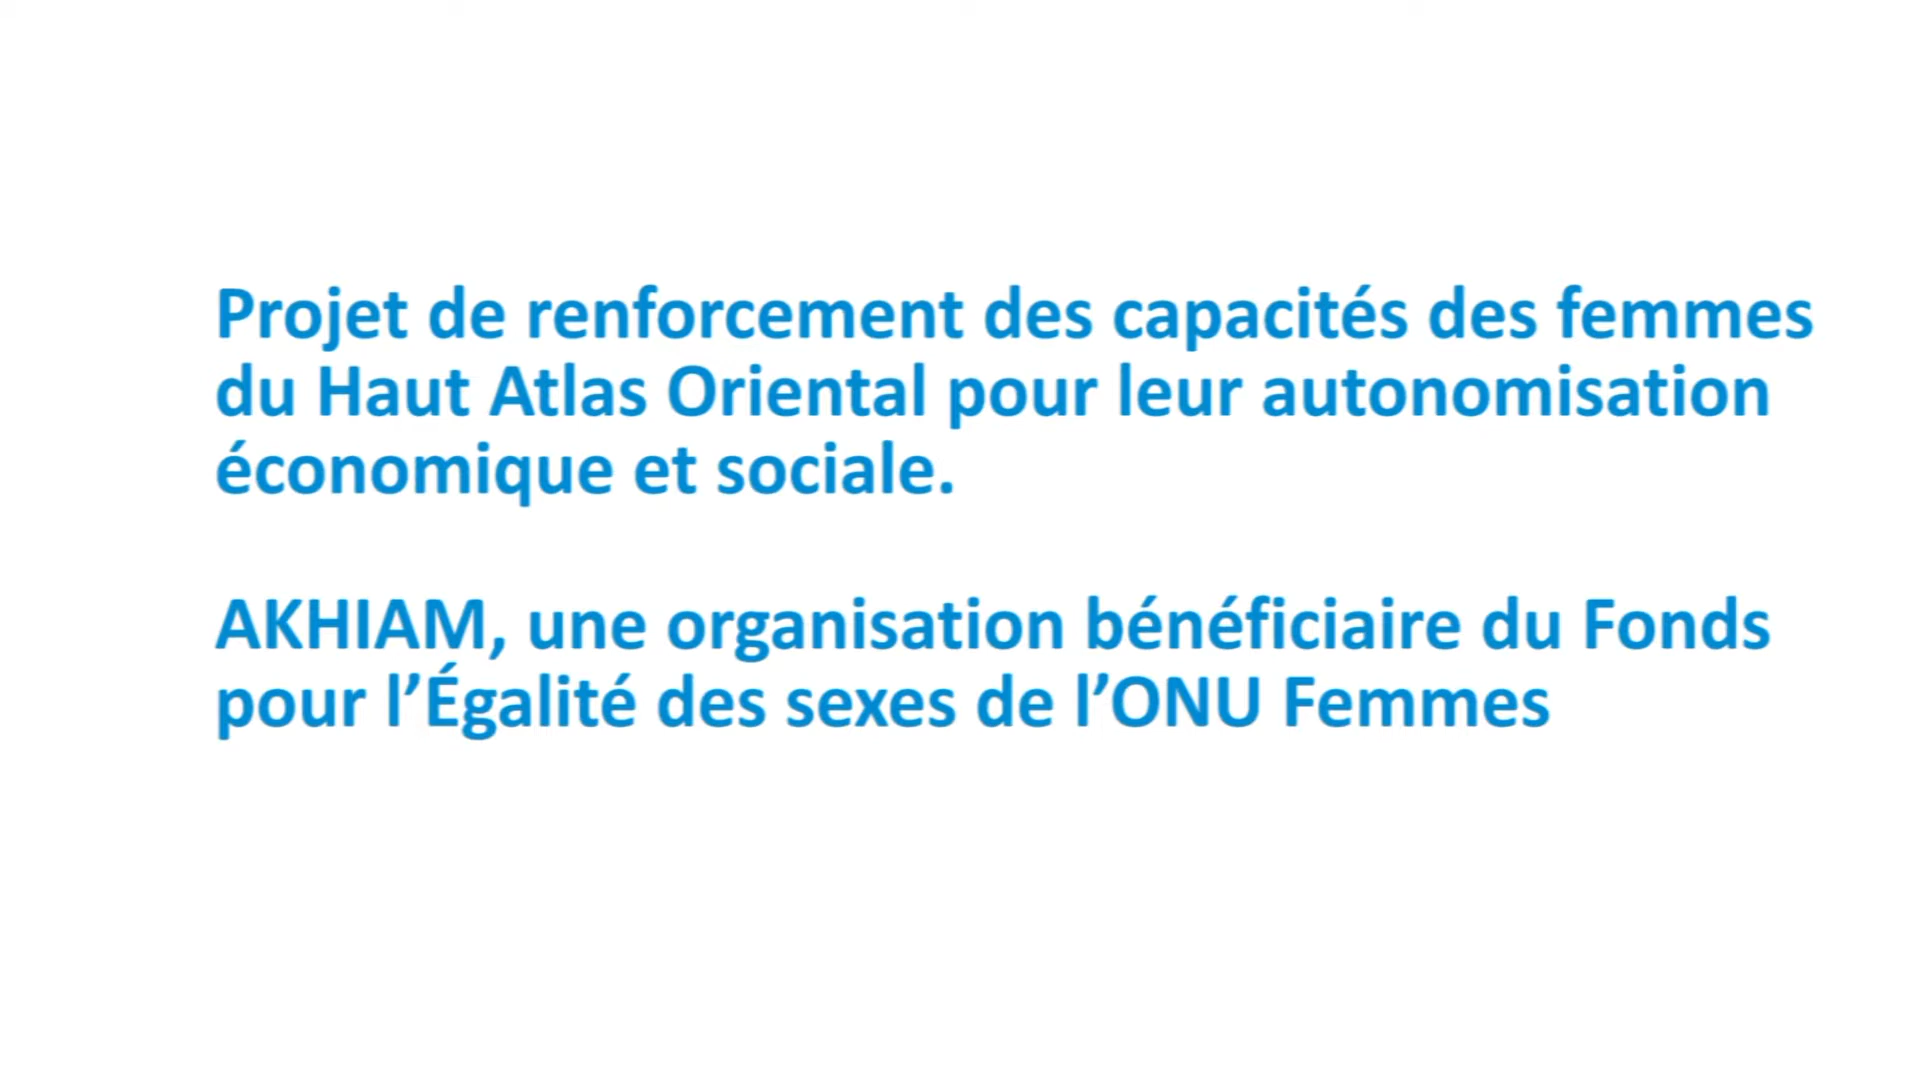 Projet de renforcement des capacités des femmes
du Haut Atlas Oriental pour leur autonomisation
économique et sociale.
AKHIAM, une organisation bénéficiaire du Fonds
pour l’Égalité des sexes de l’ONU Femmes